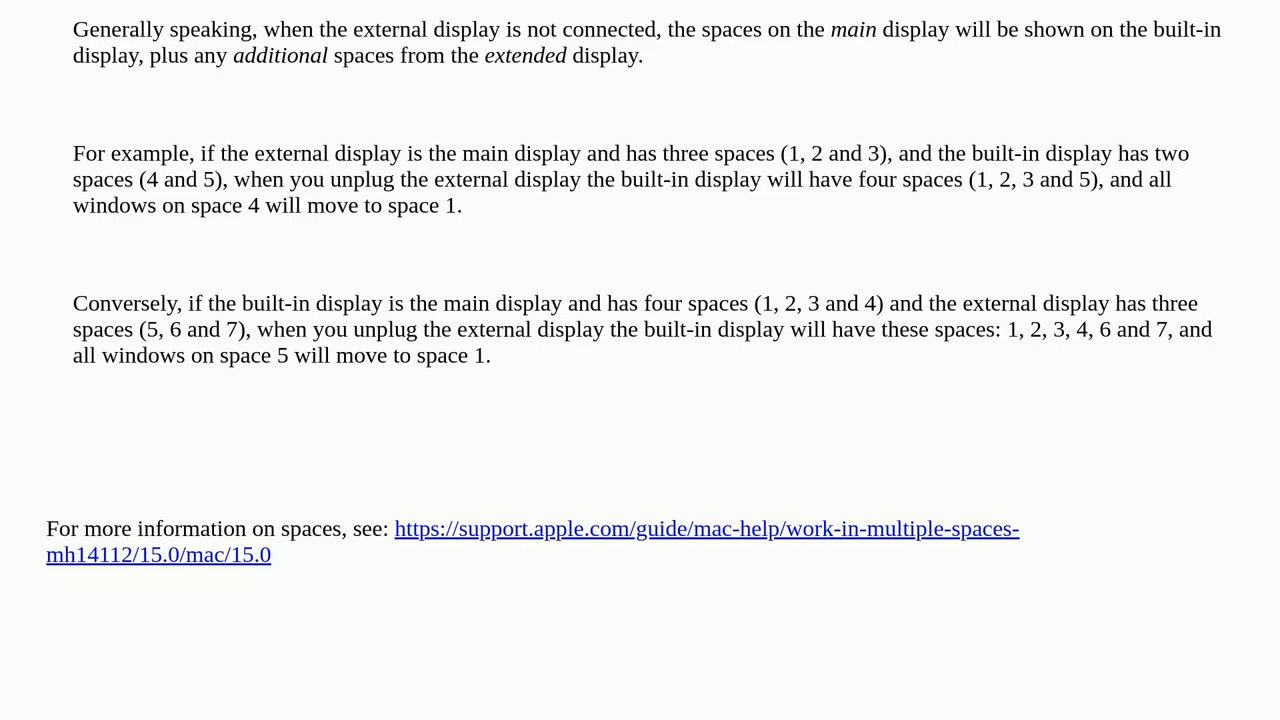 Generally speaking, when the external display is not connected, the spaces on the main display will be shown on the built-in
display, plus any additional spaces from the extended display.
For example, if the external display is the main display and has three spaces (1, 2 and 3), and the built-in display has two
spaces (4 and 5), when you unplug the external display the built-in display will have four spaces (1, 2, 3 and 5), and all
windows on space 4 will move to space 1.
Conversely, if the built-in display is the main display and has four spaces (1, 2, 3 and 4) and the external display has three
spaces (5, 6 and 7), when you unplug the external display the built-in display will have these spaces: 1, 2, 3, 4, 6 and 7, and
all windows on space 5 will move to space 1.
For more information on spaces, see: https://support.apple.com/guide/mac-help/work-in-multiple-spaces-
mh14112/15.0/mac/15.0